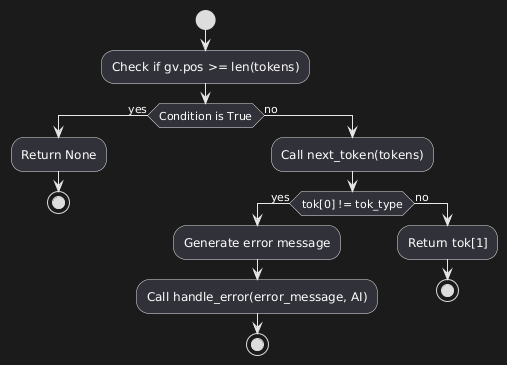 Check if gv.pos >= len(tokens)
yes
Condition is True
no
Return None
Call next_token(tokens)
yes
tok[0] != tok_type
no
Generate error message
Return tok[1]
Call handle_error(error_message, AI)